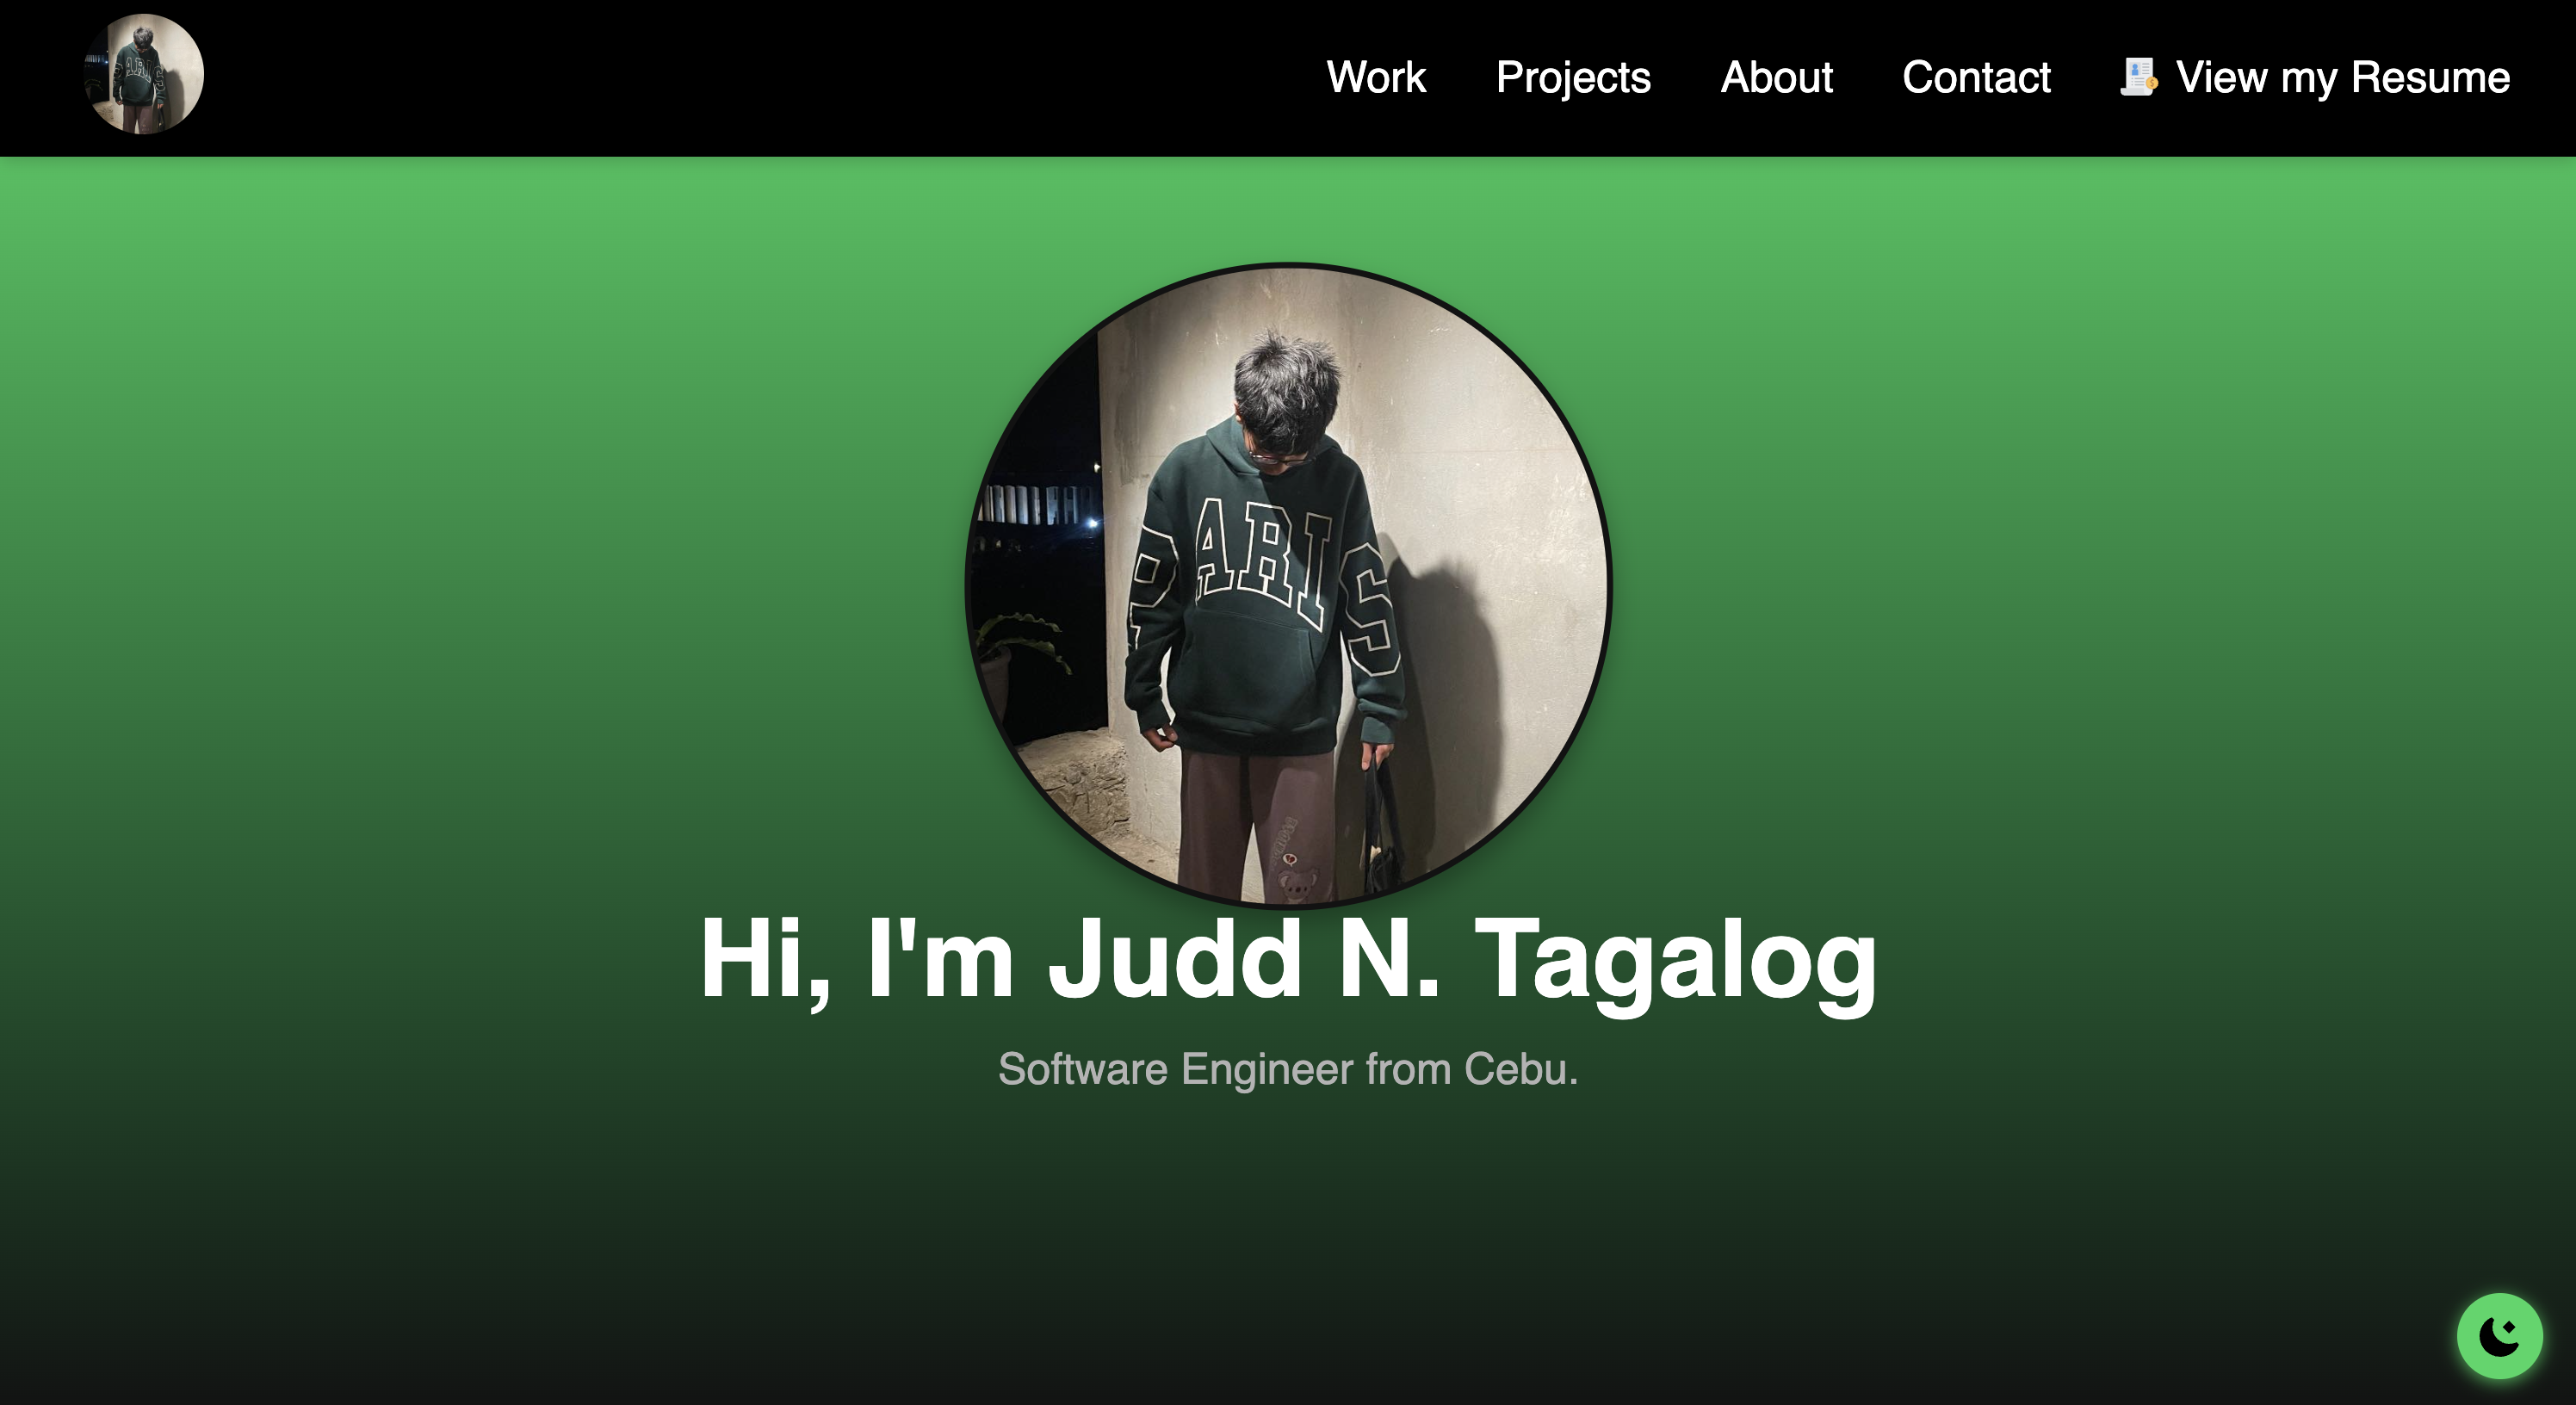 Work Projects About Contact View my Resume
PARIS
Hi, I'm Judd N. Tagalog
Software Engineer from Cebu.